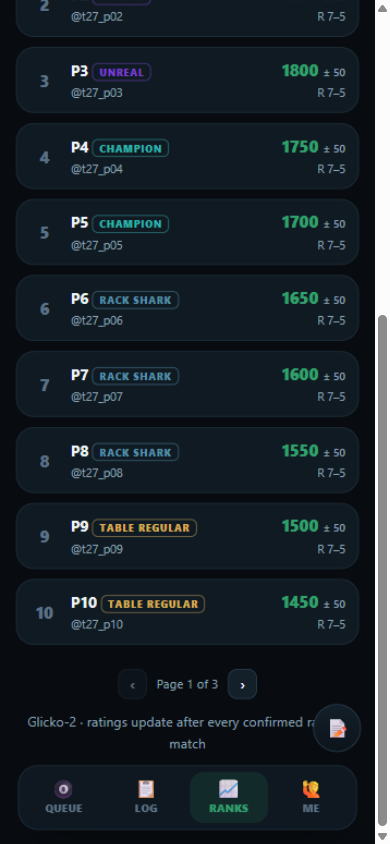 2
@t27_p02
3 P3 UNREAL 1800 ± 50
@t27_p03 R 7–5
4 P4 CHAMPION 1750 ± 50
@t27_p04 R 7–5
5 P5 CHAMPION 1700 ± 50
@t27_p05 R 7–5
6 P6 RACK SHARK 1650 ± 50
@t27_p06 R 7–5
7 P7 RACK SHARK 1600 ± 50
@t27_p07 R 7–5
8 P8 RACK SHARK 1550 ± 50
@t27_p08 R 7–5
9 P9 TABLE REGULAR 1500 ± 50
@t27_p09 R 7–5
10 P10 TABLE REGULAR 1450 ± 50
@t27_p10 R 7–5
‹ Page 1 of 3 ›
Glicko-2 · ratings update after every confirmed
match
QUEUE LOG RANKS ME